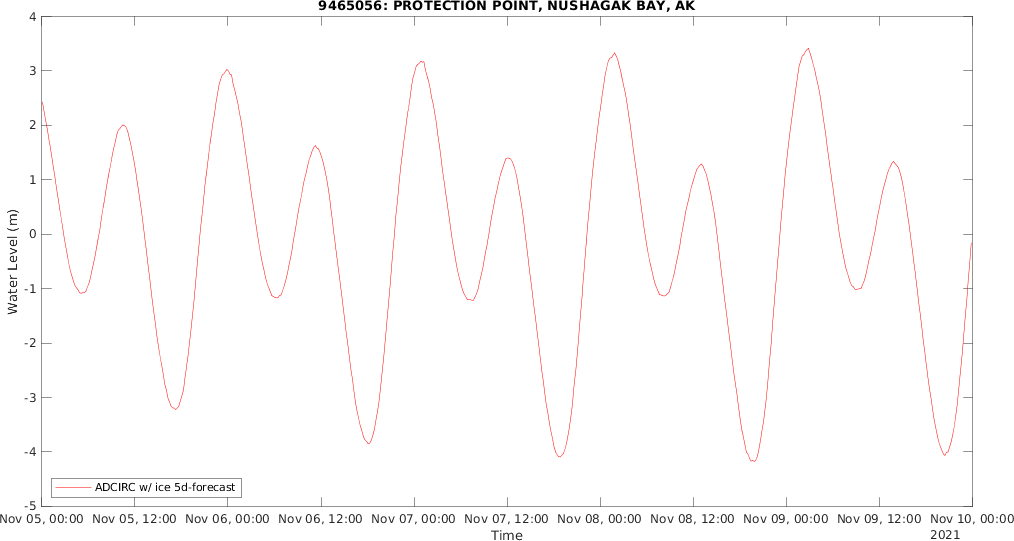 9465056: PROTECTION POINT, NUSHAGAK BAY, AK
4
3
2
1
0
-1
-2
-3
-4
-5
Water Level (m)
ADCIRC w/ ice 5d-forecast
Nov 05, 00:00 Nov 05, 12:00 Nov 06, 00:00 Nov 06, 12:00 Nov 07, 00:00 Nov 07, 12:00 Nov 08, 00:00 Nov 08, 12:00 Nov 09, 00:00 Nov 09, 12:00 Nov 10, 00:00
Time
2021